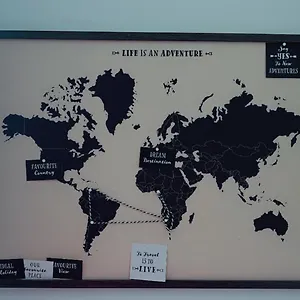 LIFE IS AN ADVENTURE
Say
YES
To New
ADVENTURES
FAVOURITE
Country
DREAM
Destination
To Travel
IS TO
LIVE
Holiday
OUR
PLACE
FAVOURITE
View